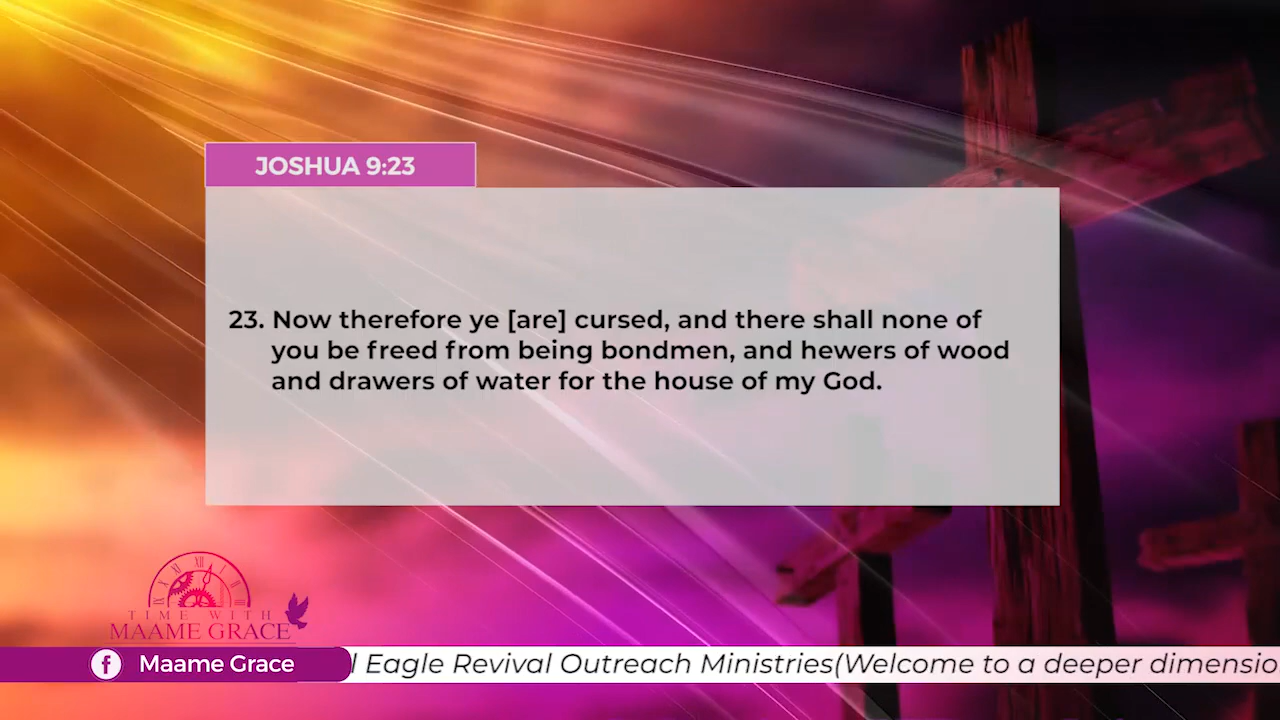 JOSHUA 9:23
23. Now therefore ye [are] cursed, and there shall none of
you be freed from being bondmen, and hewers of wood
and drawers of water for the house of my God.
TIME WITH
MAAME GRACE
Maame Grace
l Eagle Revival Outreach Ministries(Welcome to a deeper dimensio